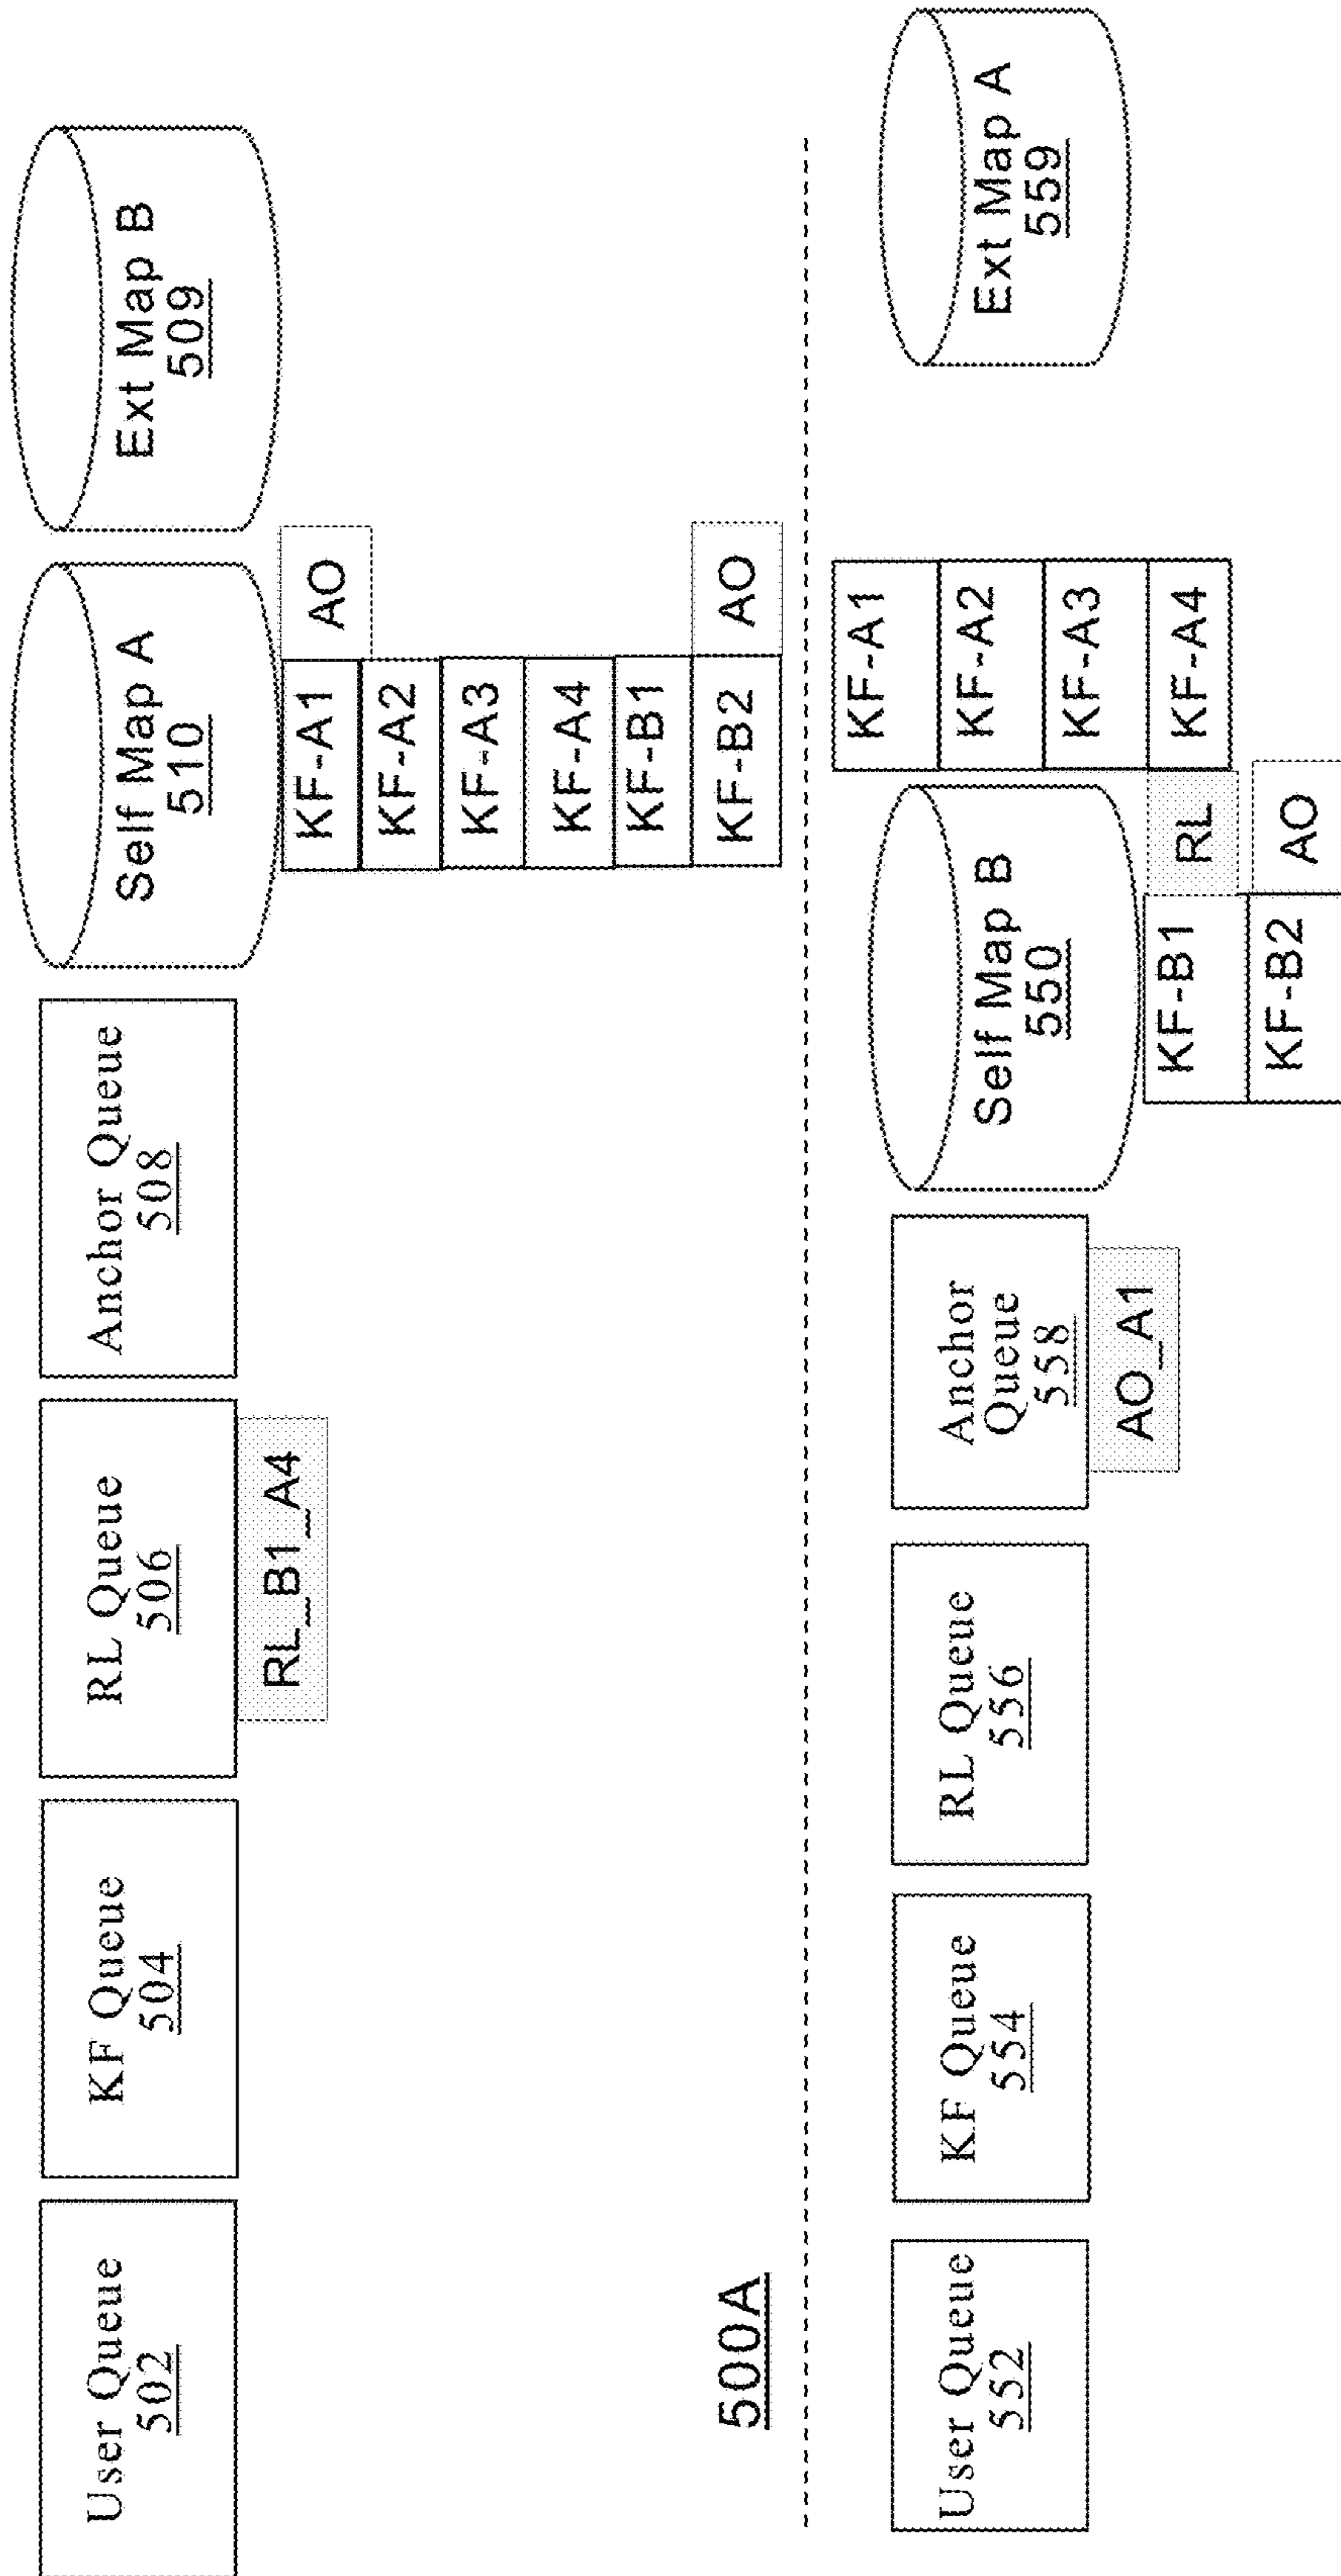 User Queue
502
KF Queue
504
RL Queue
506
RL_B1_A4
Anchor Queue
508
Self Map A
510
KF-A1
AO
KF-A2
KF-A3
KF-A4
KF-B1
KF-B2
AO
Ext Map B
509
500A
User Queue
552
KF Queue
554
RL Queue
556
Anchor
Queue
558
AO_A1
Self Map B
550
KF-B1
RL
KF-B2
AO
KF-A1
KF-A2
KF-A3
KF-A4
Ext Map A
559